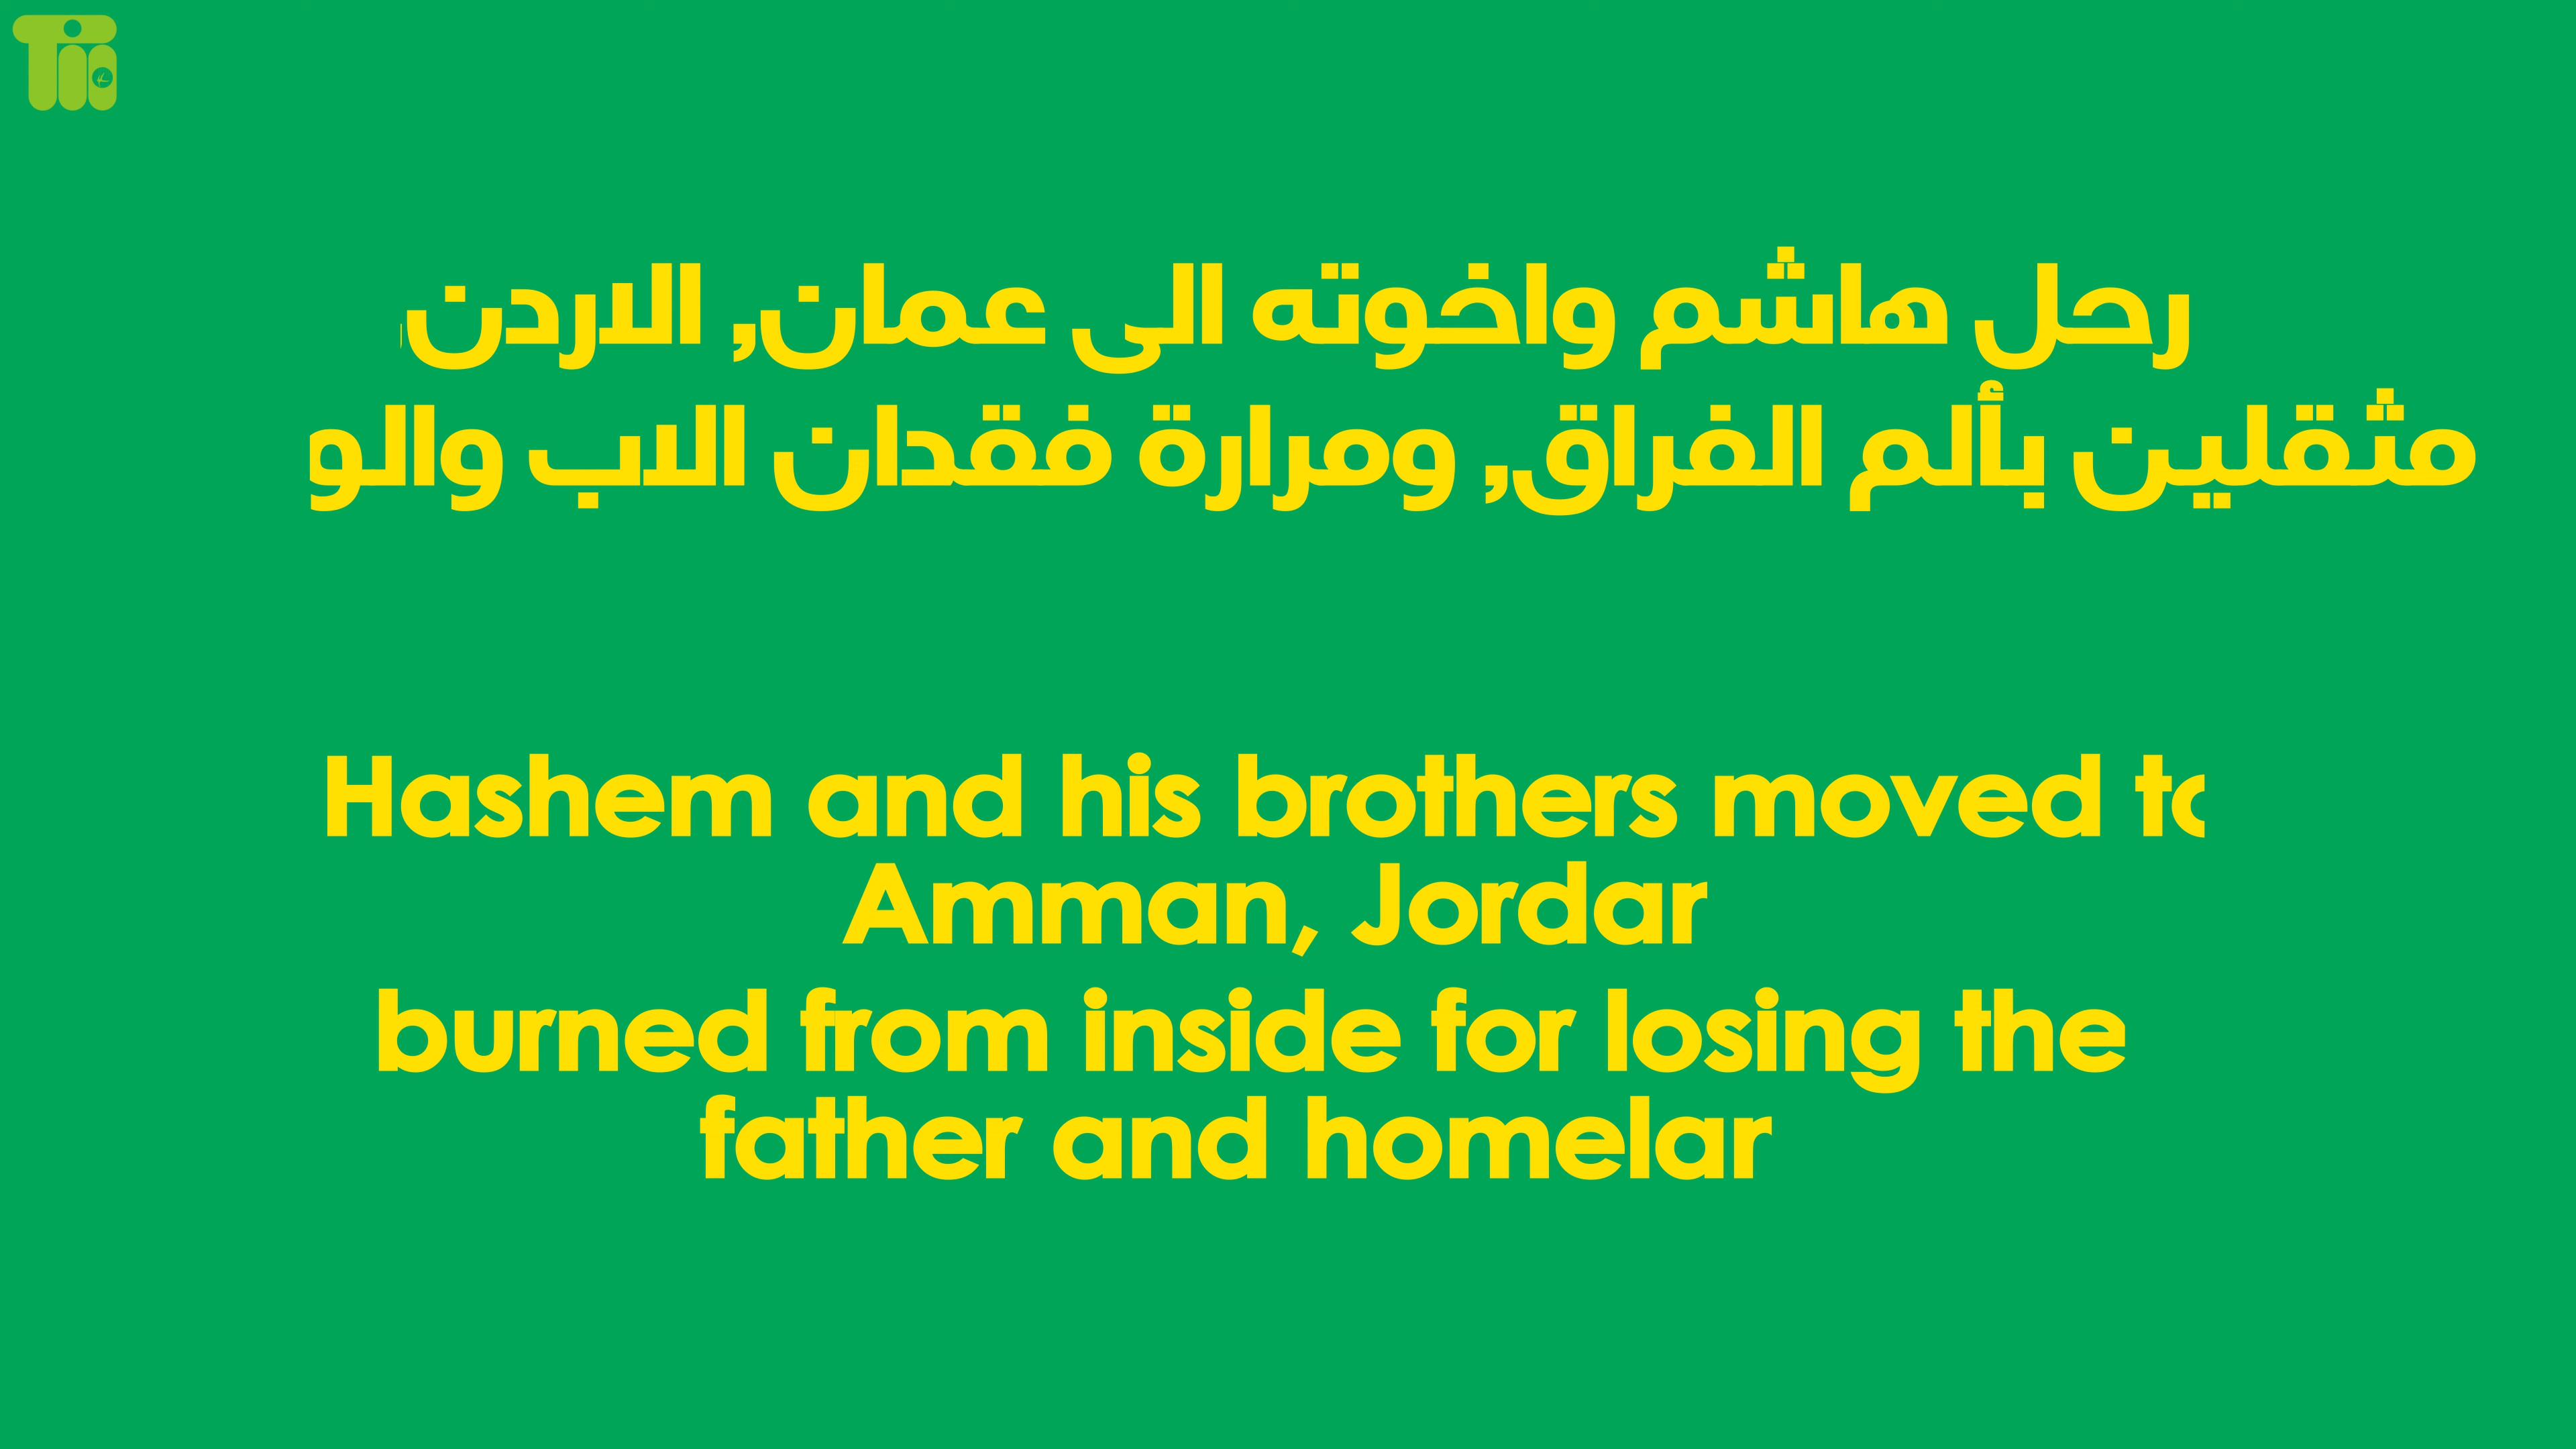 رحل هاشم واخوته الى عمان, الاردن
مثقلين بألم الفراق, ومرارة فقدان الاب والو
Hashem and his brothers moved to
Amman, Jordar
burned from inside for losing the
father and homelar